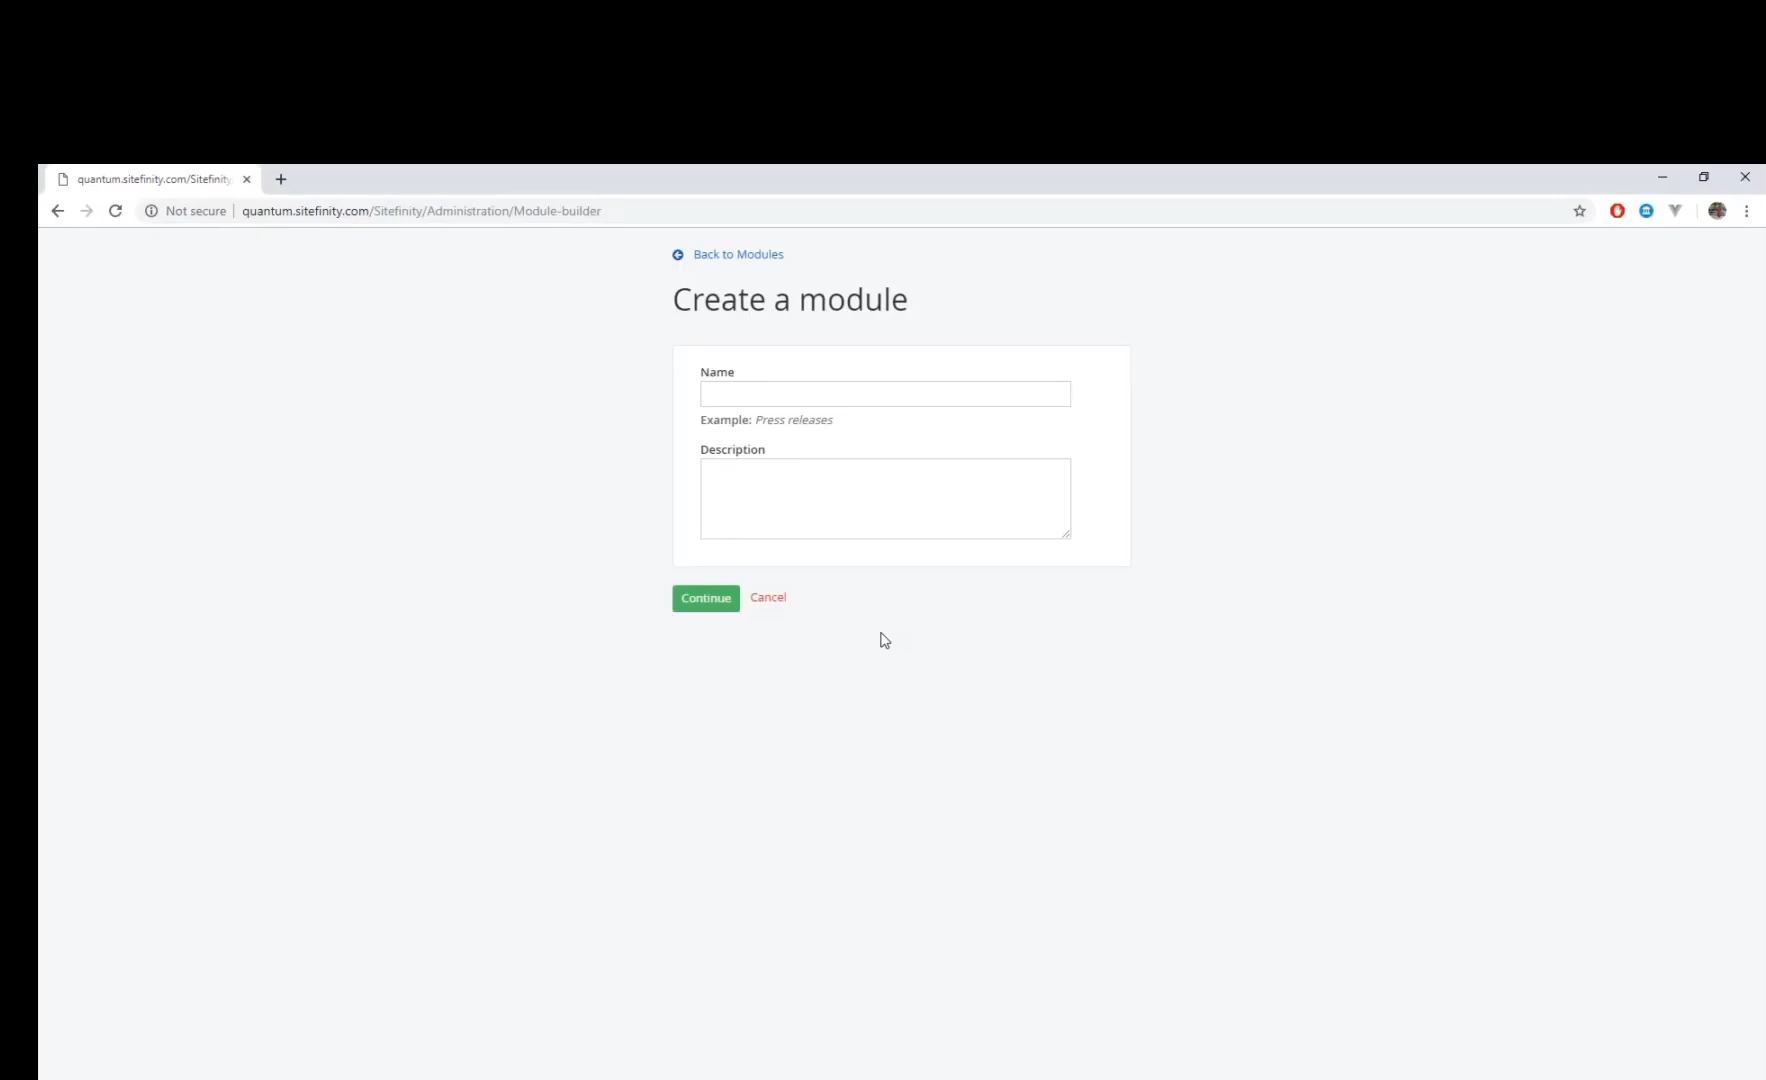 quantum.sitefinity.com/Sitefinity
Not secure
quantum.sitefinity.com/Sitefinity/Administration/Module-builder
Back to Modules
Create a module
Name
Example: Press releases
Description
Continue
Cancel